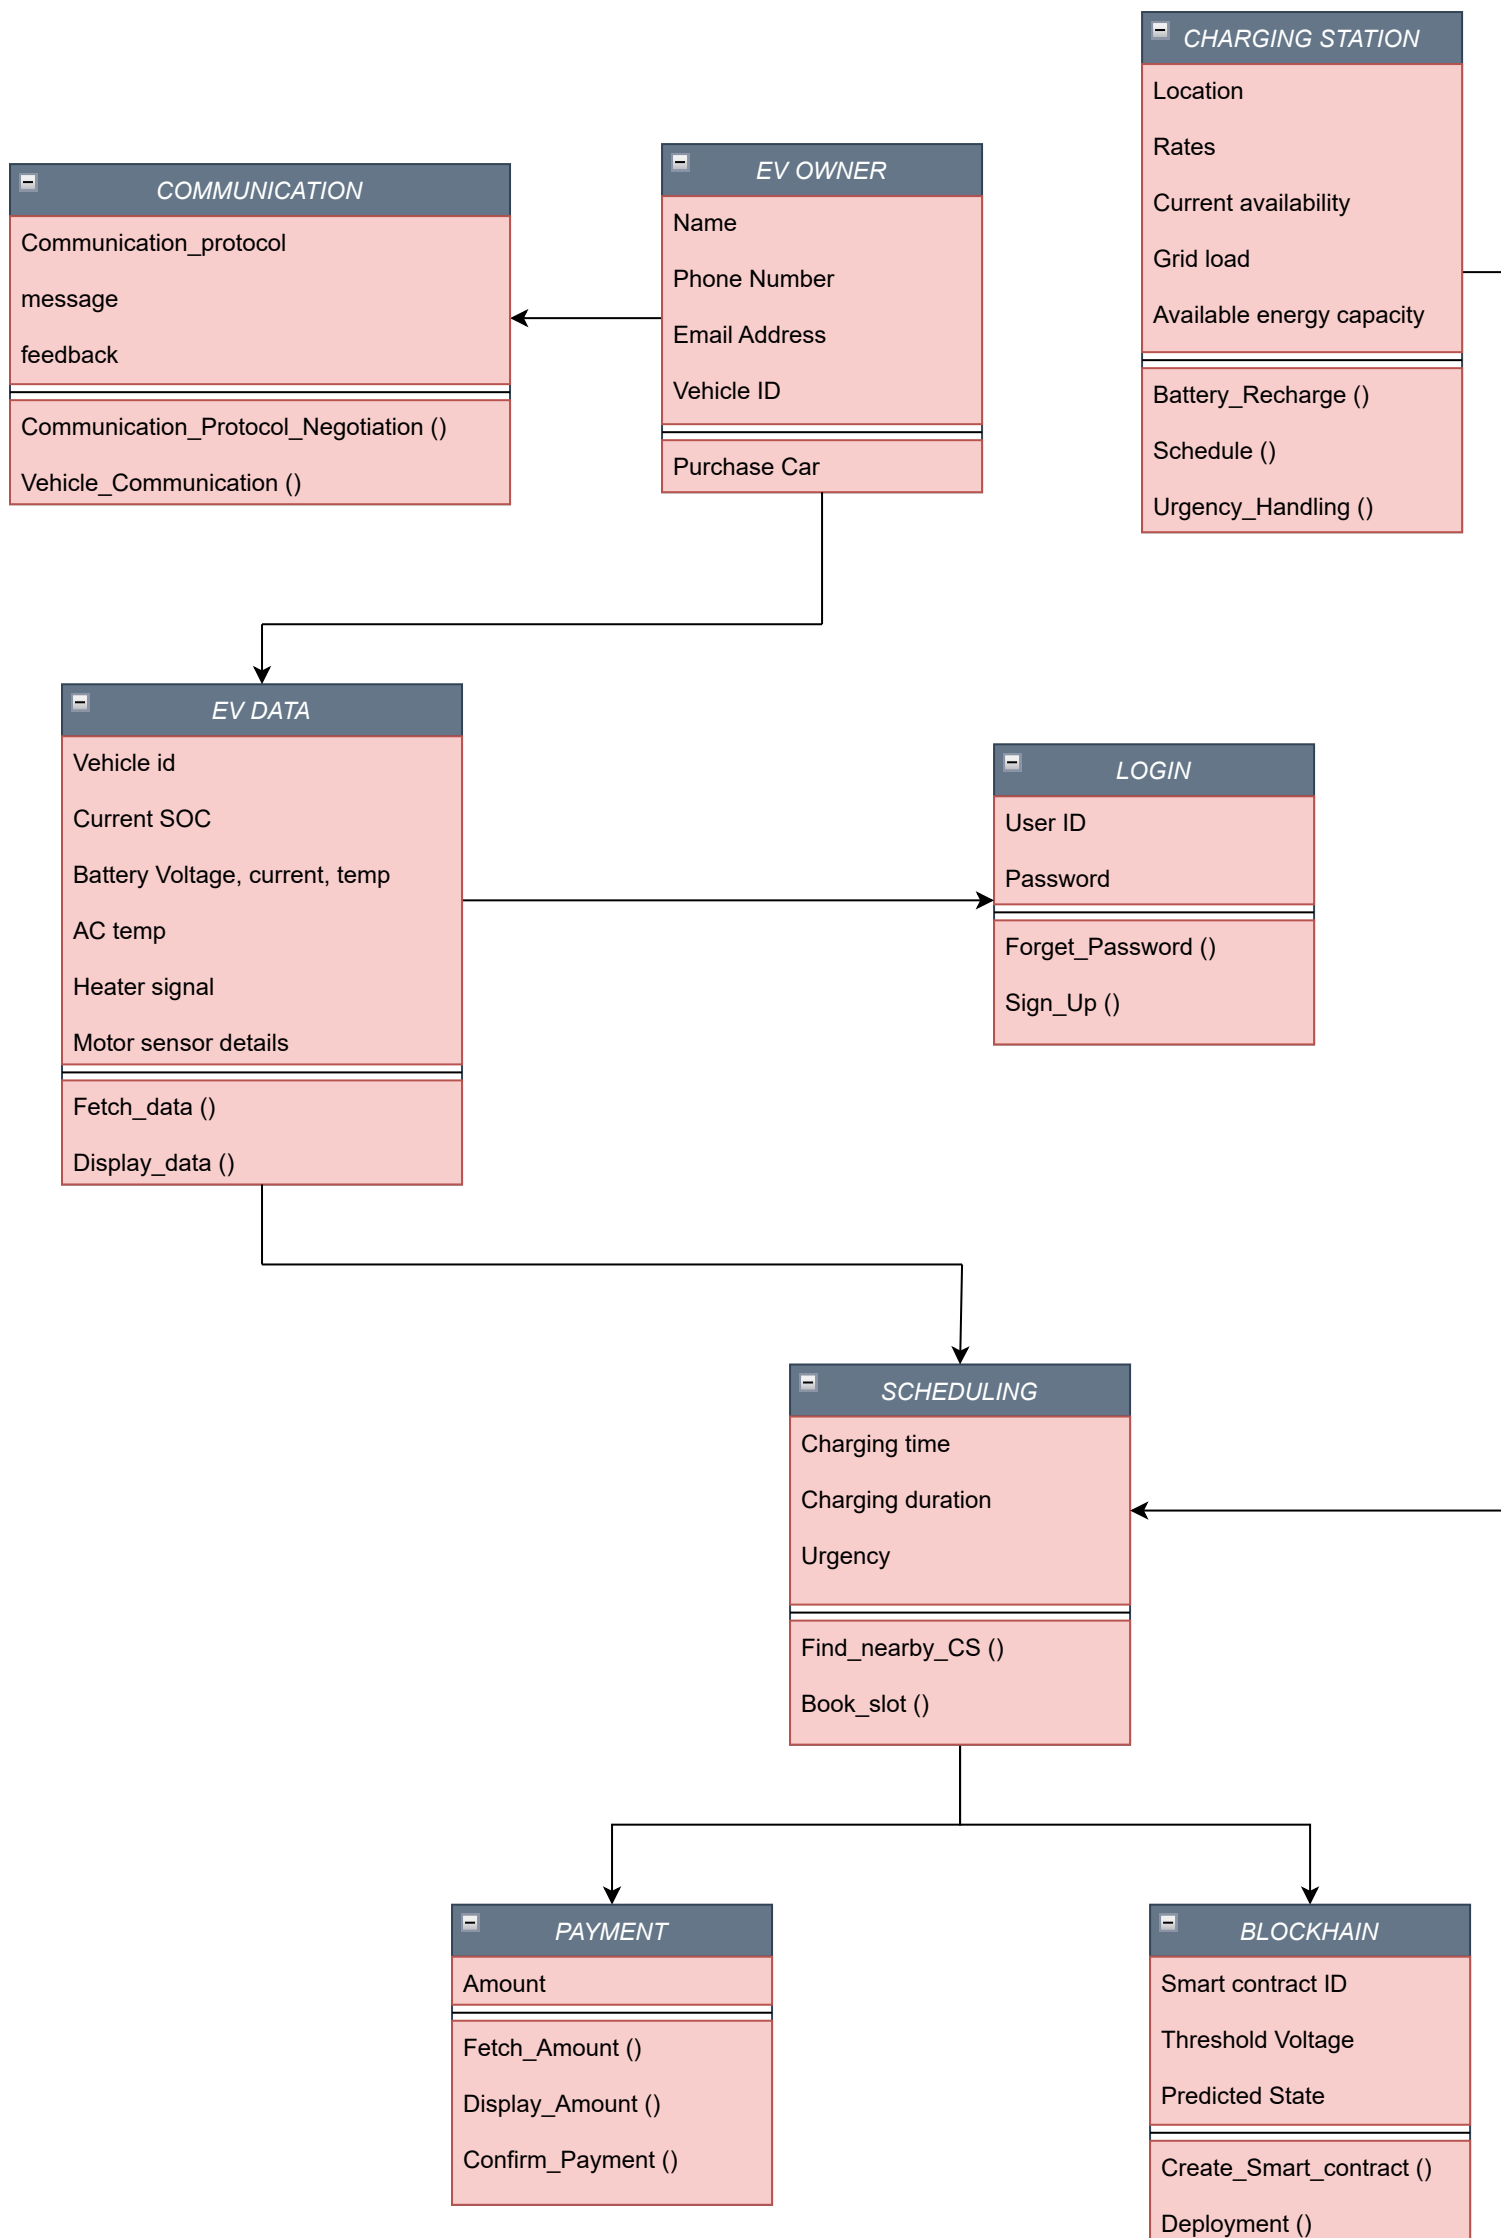 CHARGING STATION
Location
Rates
Current availability
Grid load
Available energy capacity
Battery_Recharge ()
Schedule ()
Urgency_Handling ()
EV OWNER
Name
Phone Number
Email Address
Vehicle ID
Purchase Car
COMMUNICATION
Communication_protocol
message
feedback
Communication_Protocol_Negotiation ()
Vehicle_Communication ()
EV DATA
Vehicle id
Current SOC
Battery Voltage, current, temp
AC temp
Heater signal
Motor sensor details
Fetch_data ()
Display_data ()
LOGIN
User ID
Password
Forget_Password ()
Sign_Up ()
SCHEDULING
Charging time
Charging duration
Urgency
Find_nearby_CS ()
Book_slot ()
PAYMENT
Amount
Fetch_Amount ()
Display_Amount ()
Confirm_Payment ()
BLOCKHAIN
Smart contract ID
Threshold Voltage
Predicted State
Create_Smart_contract ()
Deployment ()